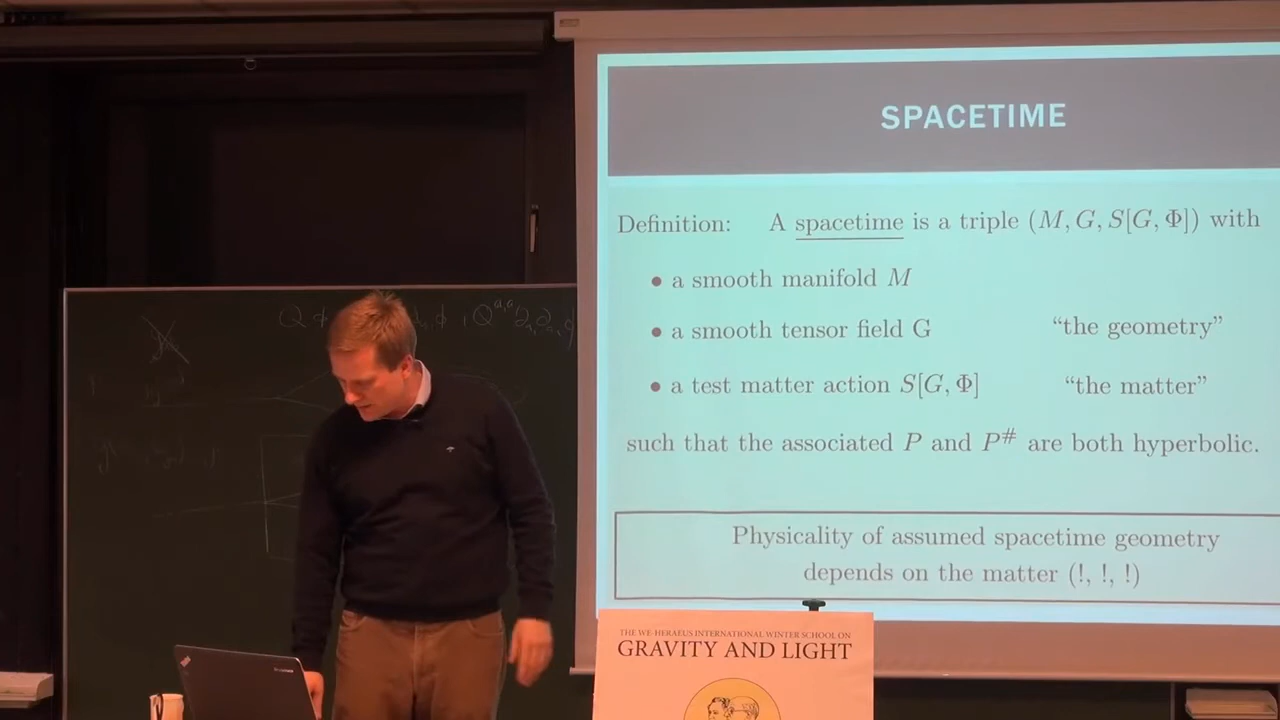 SPACETIME
Definition: A spacetime is a triple (M, G, S[G, Φ]) with
• a smooth manifold M
• a smooth tensor field G “the geometry”
• a test matter action S[G, Φ] “the matter”
such that the associated P and P# are both hyperbolic.
Physicality of assumed spacetime geometry
depends on the matter (!, !, !)
THE WE-HERAEUS INTERNATIONAL WINTER SCHOOL ON
GRAVITY AND LIGHT